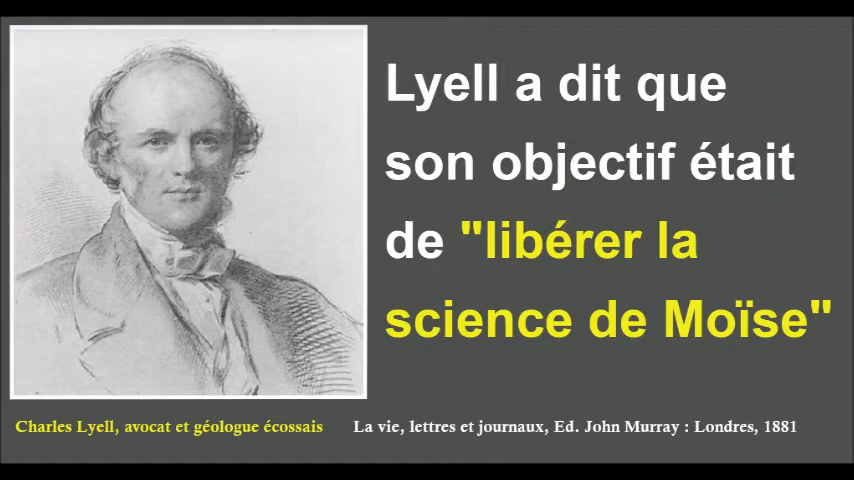 Lyell a dit que
son objectif était
de "libérer la
science de Moïse"
Charles Lyell, avocat et géologue écossais
La vie, lettres et journaux, Ed. John Murray : Londres, 1881